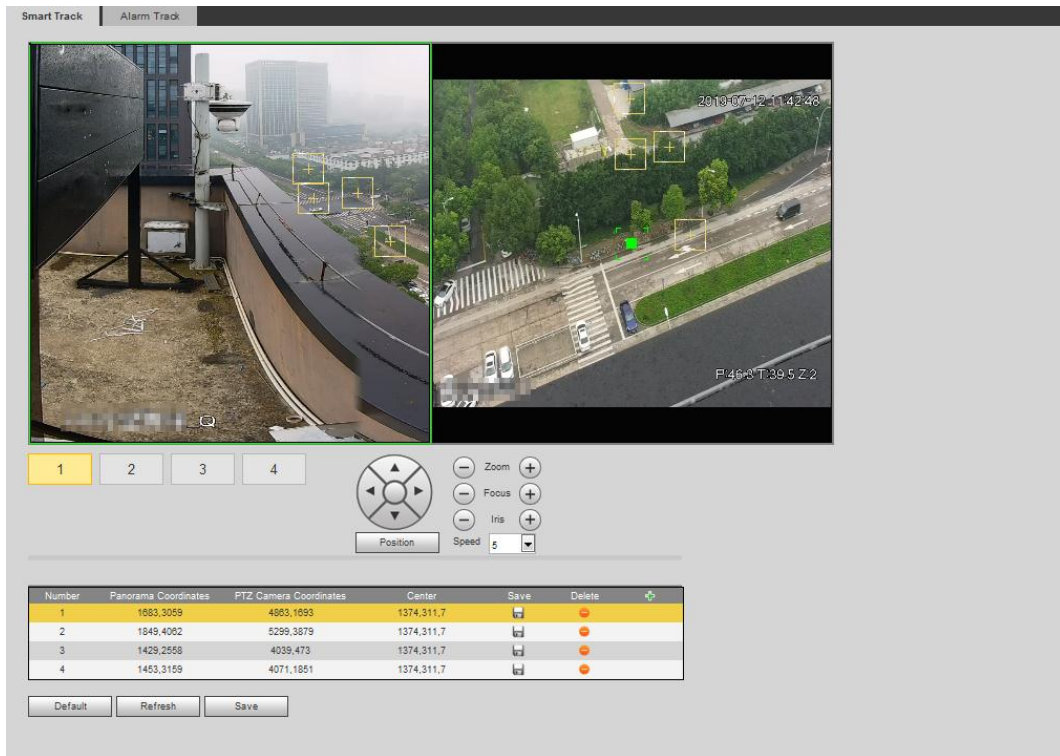 Smart Track Alarm Track
2019-07-12 11:42:48
P:46.8 T:39.5 Z:2
1 2 3 4
Zoom
Focus
Iris
Position Speed 5
Number Panorama Coordinates PTZ Camera Coordinates Center Save Delete
1 1683,3059 4863,1693 1374,311,7
2 1849,4062 5299,3879 1374,311,7
3 1429,2558 4039,473 1374,311,7
4 1453,3159 4071,1851 1374,311,7
Default Refresh Save